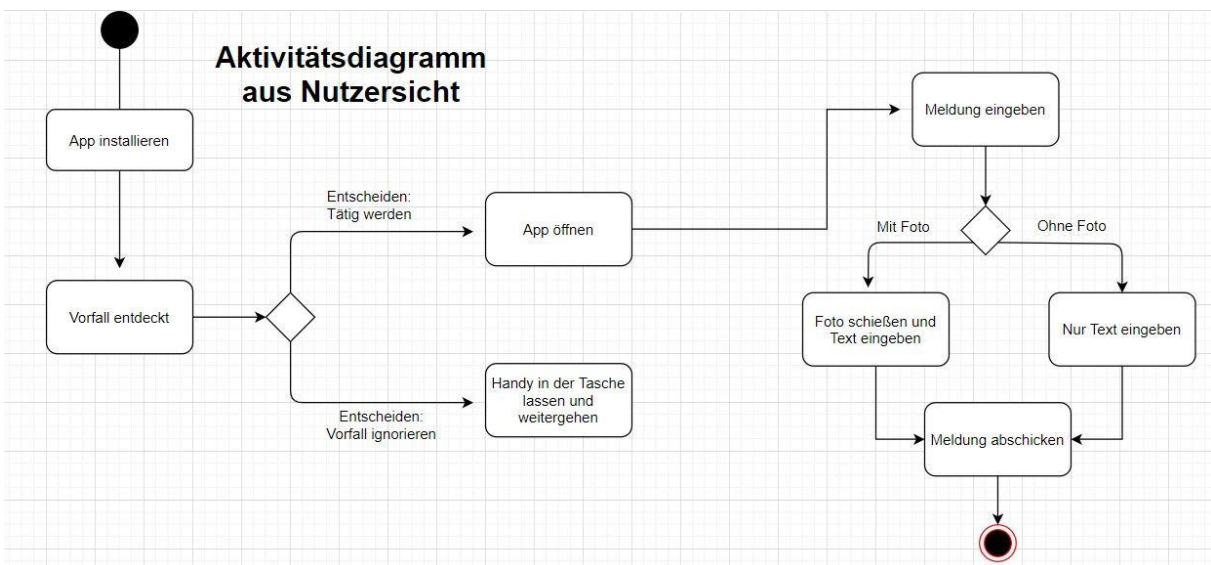 Aktivitätsdiagramm
aus Nutzersicht
App installieren
Vorfall entdeckt
Entscheiden:
Tätig werden
App öffnen
Entscheiden:
Vorfall ignorieren
Handy in der Tasche
lassen und
weitergehen
Meldung eingeben
Mit Foto
Ohne Foto
Foto schießen und
Text eingeben
Nur Text eingeben
Meldung abschicken